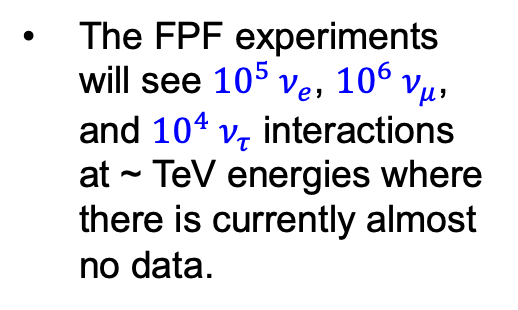 • The FPF experiments
will see 10⁵ νₑ, 10⁶ ν_μ,
and 10⁴ ν_τ interactions
at ~ TeV energies where
there is currently almost
no data.